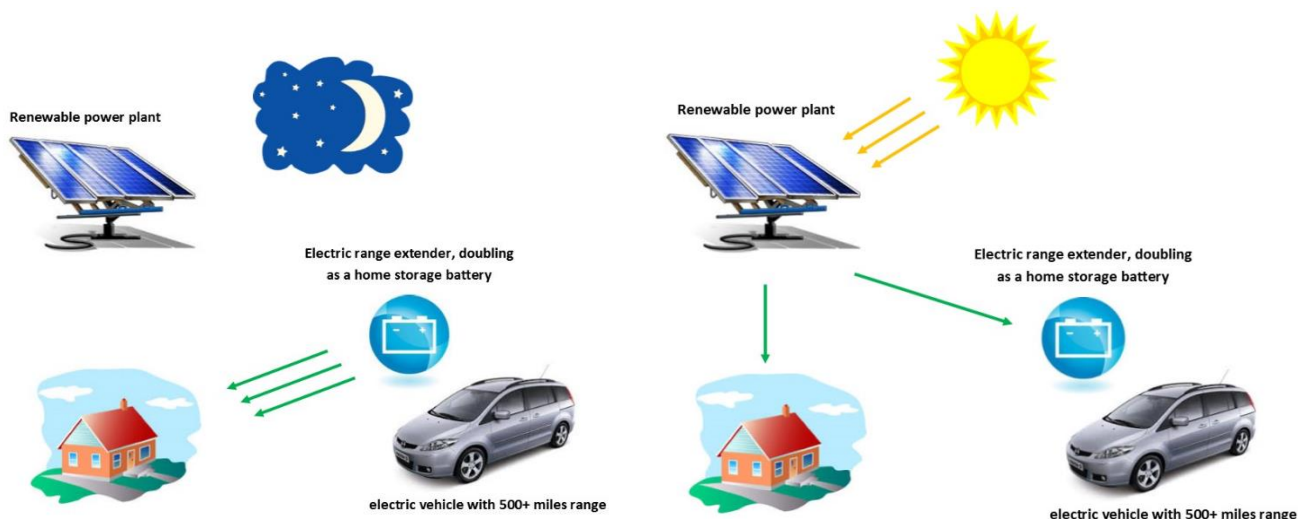 Renewable power plant
Electric range extender, doubling
as a home storage battery
electric vehicle with 500+ miles range
Renewable power plant
Electric range extender, doubling
as a home storage battery
electric vehicle with 500+ miles range